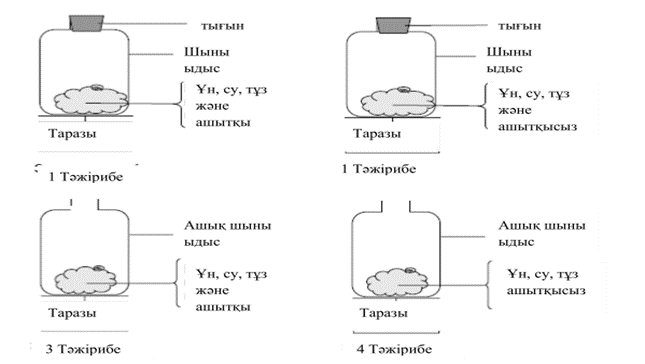 тығын
Шыны
ыдыс
Ұн, су, тұз
және
ашытқы
Таразы
1 Тәжірибе
тығын
Шыны
ыдыс
Ұн, су, тұз
және
ашытқысыз
Таразы
1 Тәжірибе
Ашық шыны
ыдыс
Ұн, су, тұз
және
ашытқы
Таразы
3 Тәжірибе
Ашық шыны
ыдыс
Ұн, су, тұз
ашытқысыз
Таразы
4 Тәжірибе